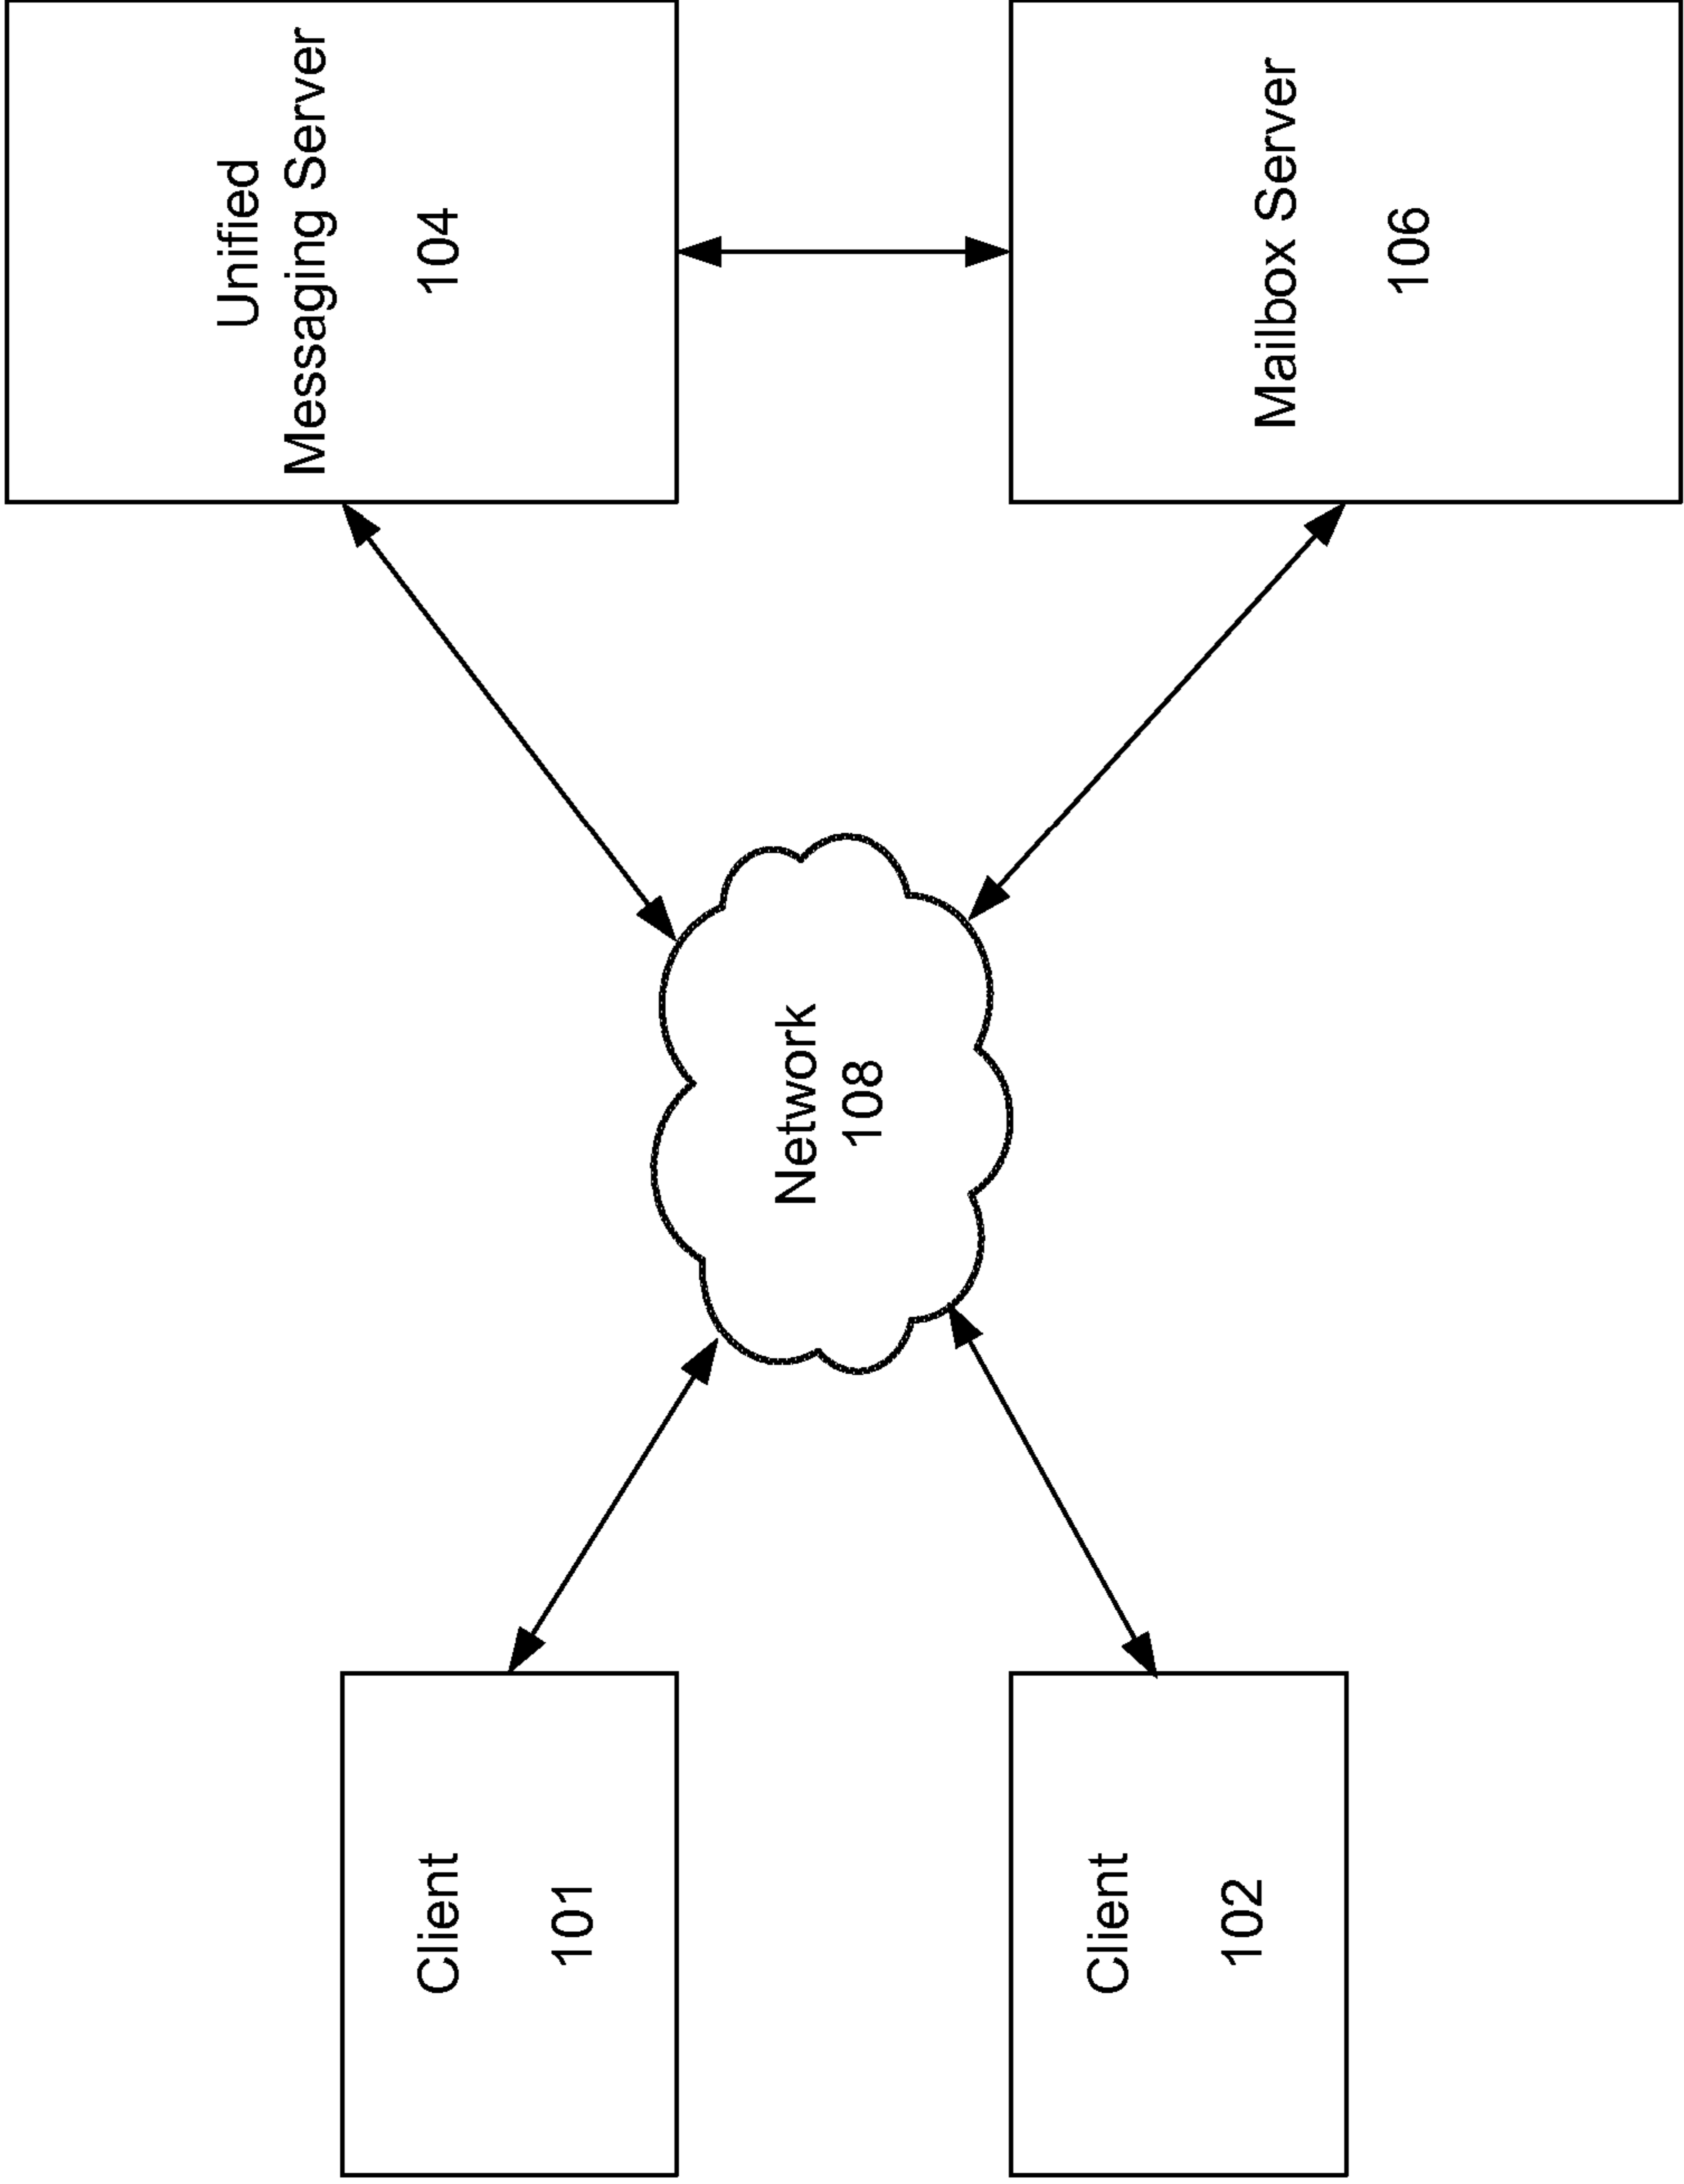 Client
101
Client
102
Network
108
Unified
Messaging Server
104
Mailbox Server
106